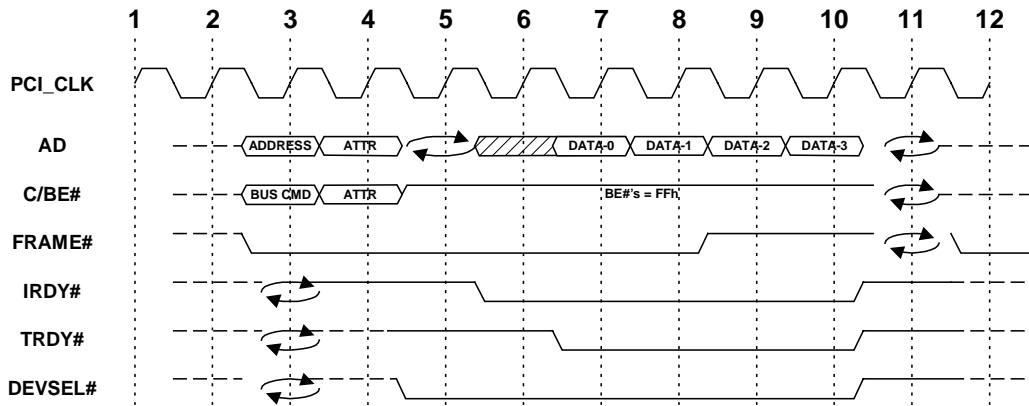 1 2 3 4 5 6 7 8 9 10 11 12
PCI_CLK
AD ADDRESS ATTR DATA-0 DATA-1 DATA-2 DATA-3
C/BE# BUS CMD ATTR BE#'s = FFh
FRAME#
IRDY#
TRDY#
DEVSEL#